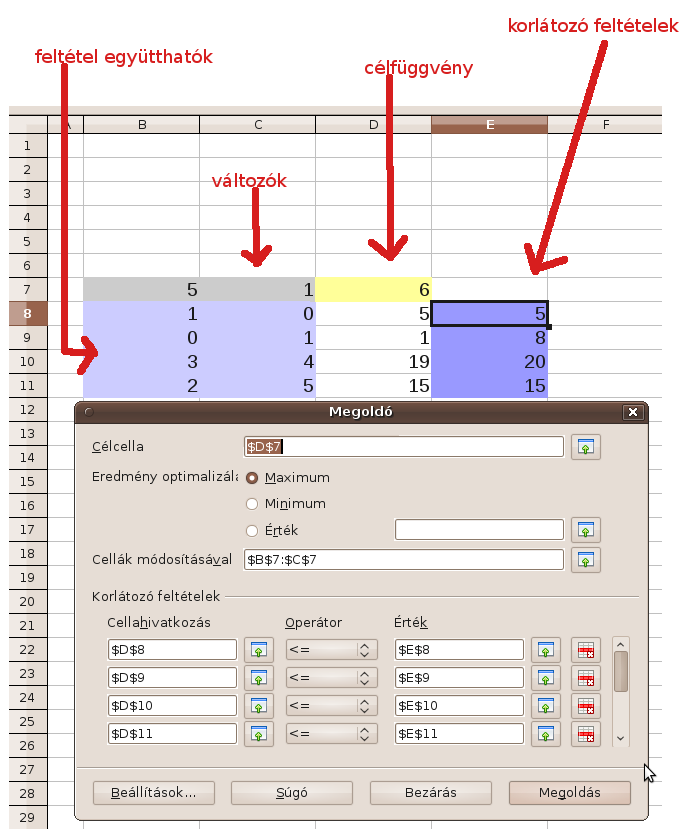 korlátozó feltételek
feltétel együtthatók
célfüggvény
A B C D E F
1
2
3
változók
4
5
6
7 5 1 6
8 1 0 5 5
9 0 1 1 8
10 3 4 19 20
11 2 5 15 15
12
Megoldó
13
Célcella $D$7
14
Eredmény optimalizálá Maximum
15
Minimum
16
Érték
17
18
Cellák módosításával $B$7:$C$7
19
Korlátozó feltételek
20
21
Cellahivatkozás Operátor Érték
22 $D$8 <= $E$8
23 $D$9 <= $E$9
24 $D$10 <= $E$10
25 $D$11 <= $E$11
26
27
28 Beállítások... Súgó Bezárás Megoldás
29